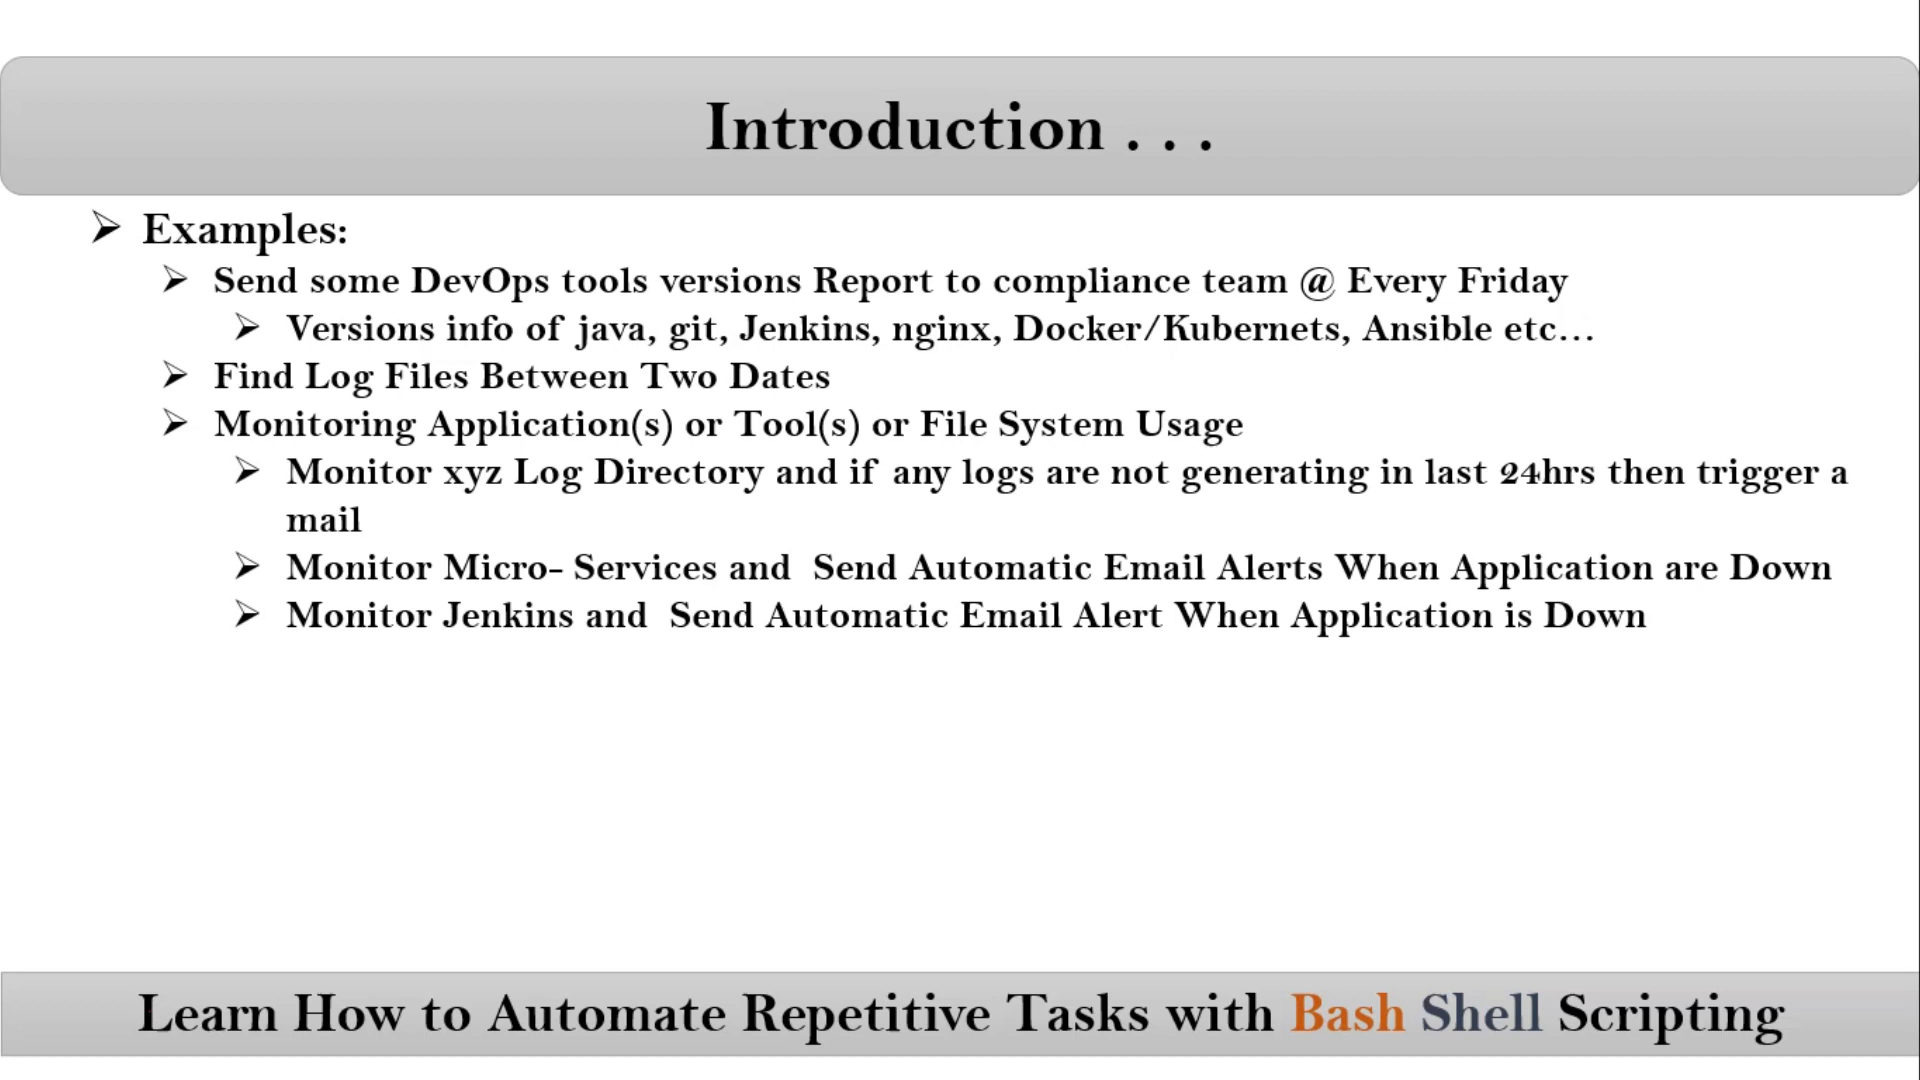 Introduction . . .
Examples:
Send some DevOps tools versions Report to compliance team @ Every Friday
Versions info of java, git, Jenkins, nginx, Docker/Kubernets, Ansible etc…
Find Log Files Between Two Dates
Monitoring Application(s) or Tool(s) or File System Usage
Monitor xyz Log Directory and if any logs are not generating in last 24hrs then trigger a
mail
Monitor Micro- Services and  Send Automatic Email Alerts When Application are Down
Monitor Jenkins and  Send Automatic Email Alert When Application is Down
Learn How to Automate Repetitive Tasks with Bash Shell Scripting